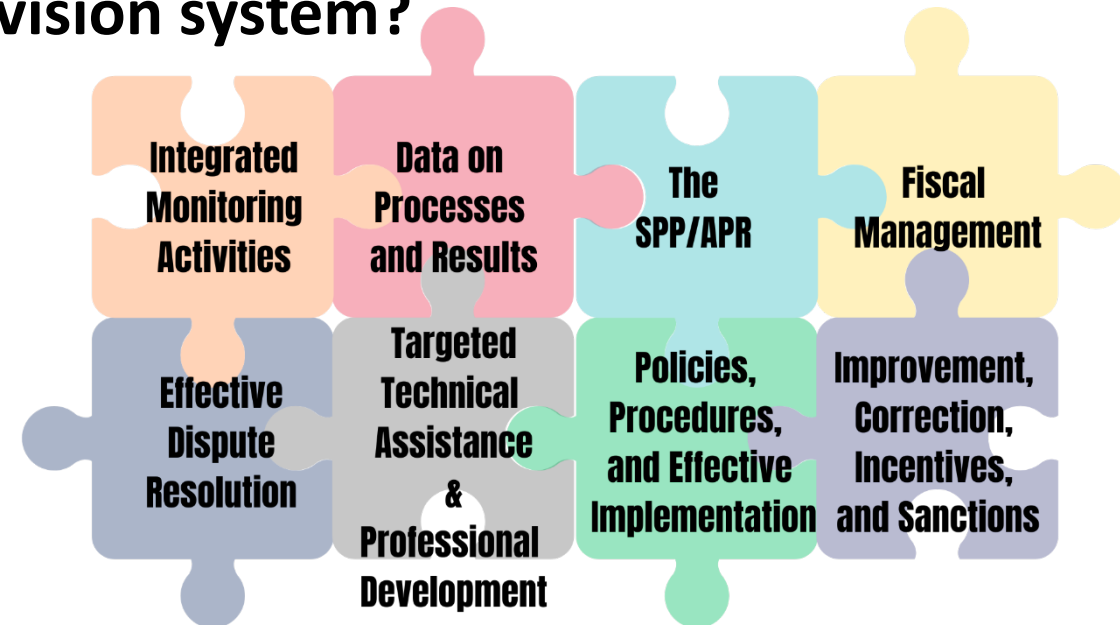 vision system?
Integrated
Monitoring
Activities
Data on
Processes
and Results
The
SPP/APR
Fiscal
Management
Effective
Dispute
Resolution
Targeted
Technical
Assistance
&
Professional
Development
Policies,
Procedures,
and Effective
Implementation
Improvement,
Correction,
Incentives,
and Sanctions